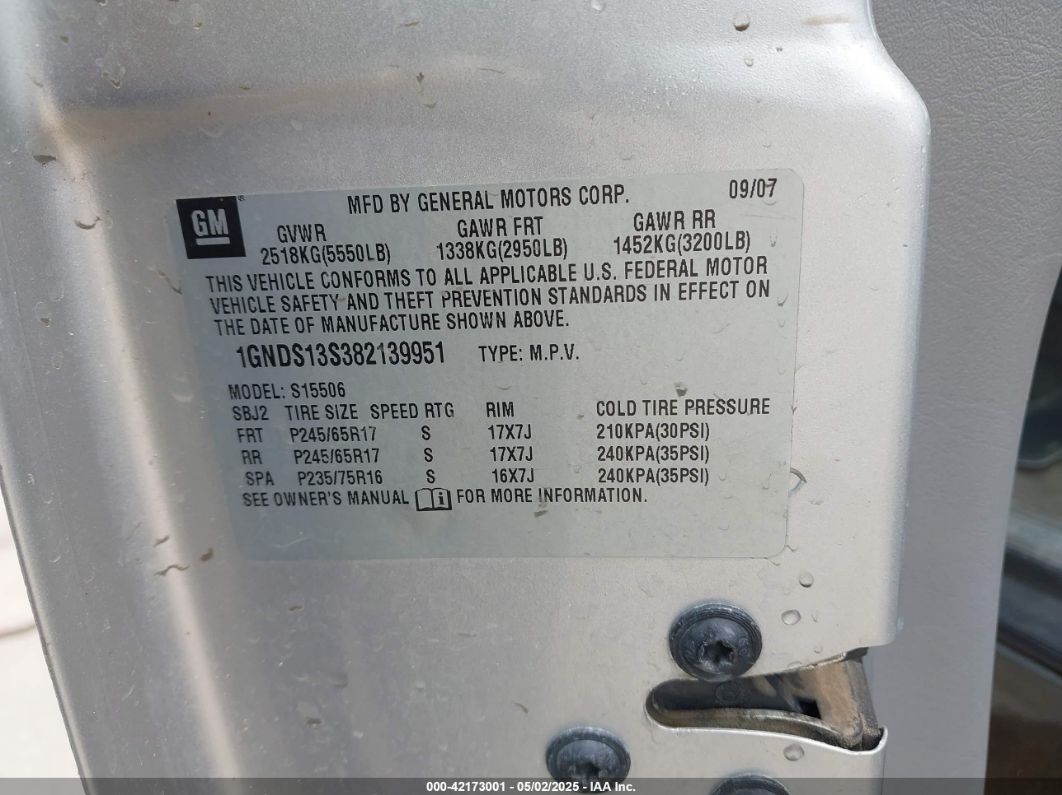 GM
MFD BY GENERAL MOTORS CORP. 09/07
GVWR GAWR FRT GAWR RR
2518KG(5550LB) 1338KG(2950LB) 1452KG(3200LB)
THIS VEHICLE CONFORMS TO ALL APPLICABLE U.S. FEDERAL MOTOR
VEHICLE SAFETY AND THEFT PREVENTION STANDARDS IN EFFECT ON
THE DATE OF MANUFACTURE SHOWN ABOVE.
1GNDS13S382139951 TYPE: M.P.V.
MODEL: S15506
SBJ2 TIRE SIZE SPEED RTG RIM COLD TIRE PRESSURE
FRT P245/65R17 S 17X7J 210KPA(30PSI)
RR P245/65R17 S 17X7J 240KPA(35PSI)
SPA P235/75R16 S 16X7J 240KPA(35PSI)
SEE OWNER'S MANUAL i FOR MORE INFORMATION.
000-42173001 - 05/02/2025 - IAA Inc.